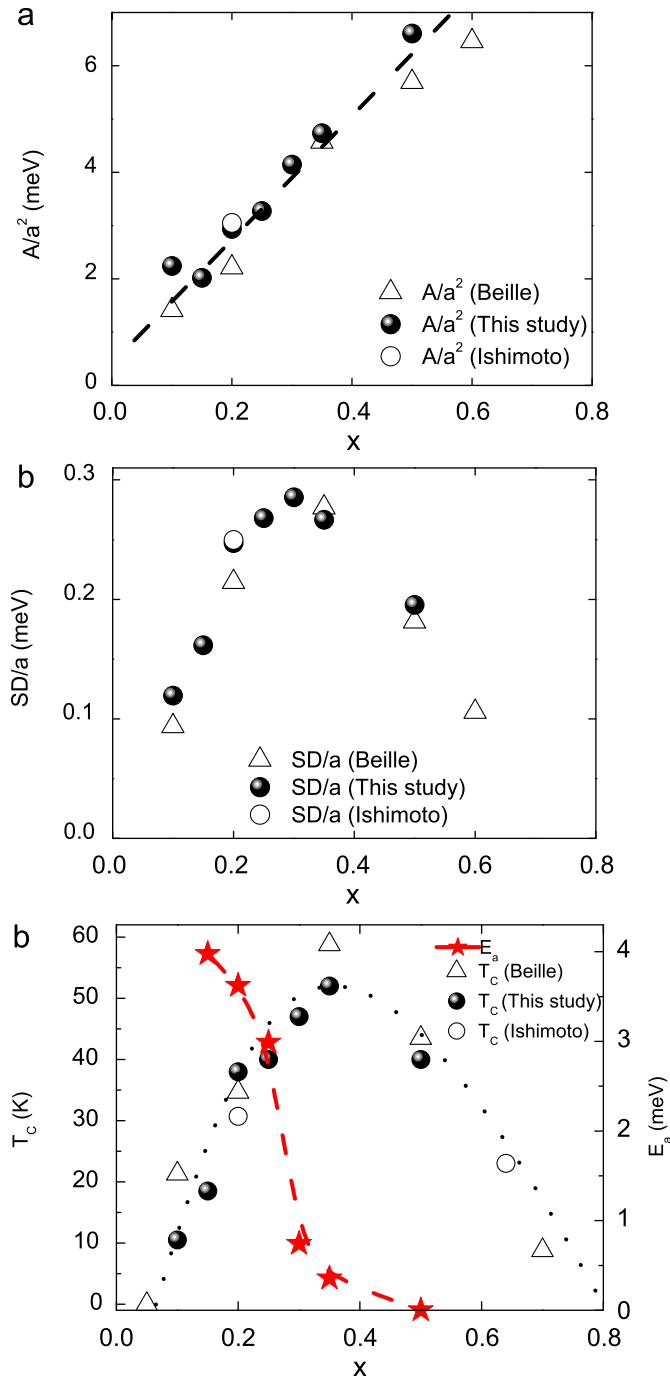 a
A/a² (meV)
6
4
2
0
A/a² (Beille)
A/a² (This study)
A/a² (Ishimoto)
0.0 0.2 0.4 0.6 0.8
x
b
SD/a (meV)
0.3
0.2
0.1
0.0
SD/a (Beille)
SD/a (This study)
SD/a (Ishimoto)
0.0 0.2 0.4 0.6 0.8
x
b
T_C (K)
60
50
40
30
20
10
0
E_a
T_C (Beille)
T_C (This study)
T_C (Ishimoto)
4
3
2
1
0
E_a (meV)
0.0 0.2 0.4 0.6 0.8
x